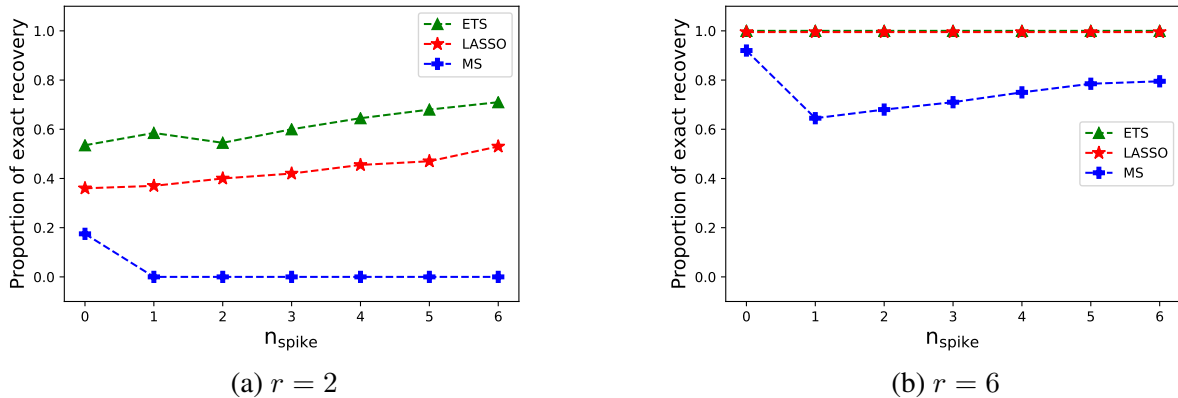 Proportion of exact recovery
1.0
0.8
0.6
0.4
0.2
0.0
ETS
LASSO
MS
0 1 2 3 4 5 6
n_spike
(a) r = 2
Proportion of exact recovery
1.0
0.8
0.6
0.4
0.2
0.0
ETS
LASSO
MS
0 1 2 3 4 5 6
n_spike
(b) r = 6